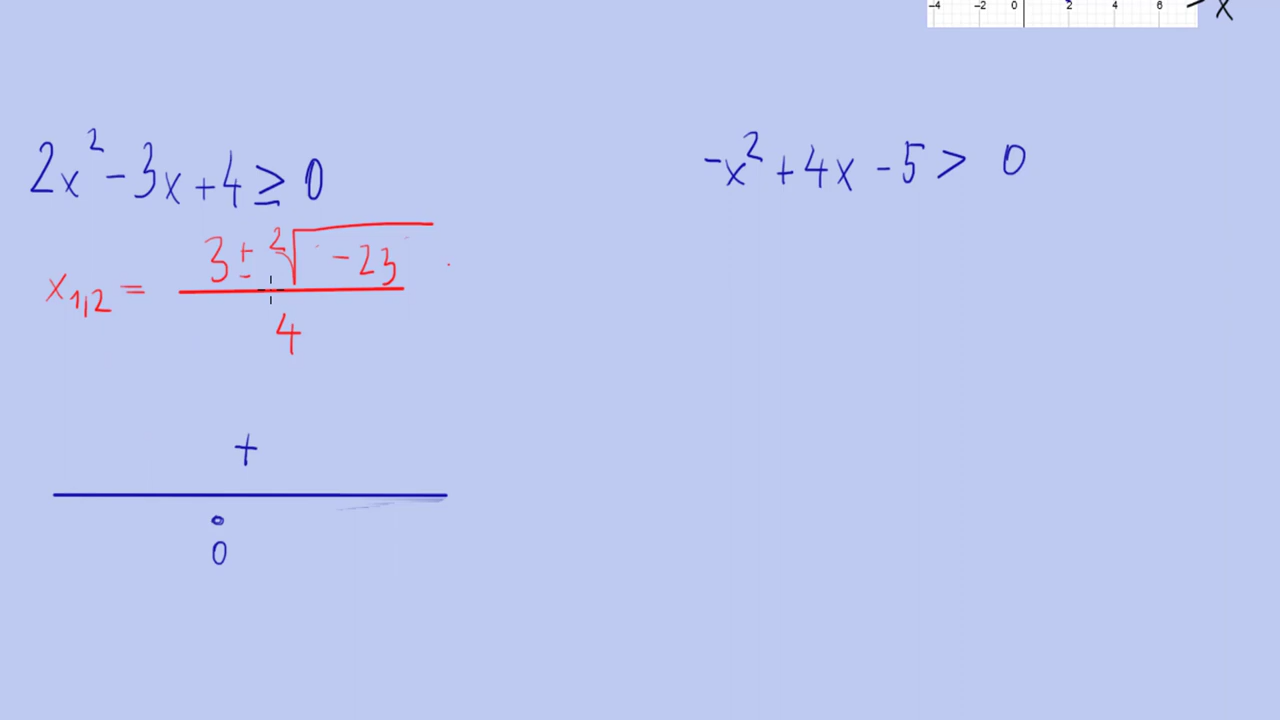 -4 -2 0 2 4 6 x
2x² - 3x + 4 ≥ 0
-x² + 4x - 5 > 0
x₁,₂ = (3 ± ²√(-23)) / 4
+
0